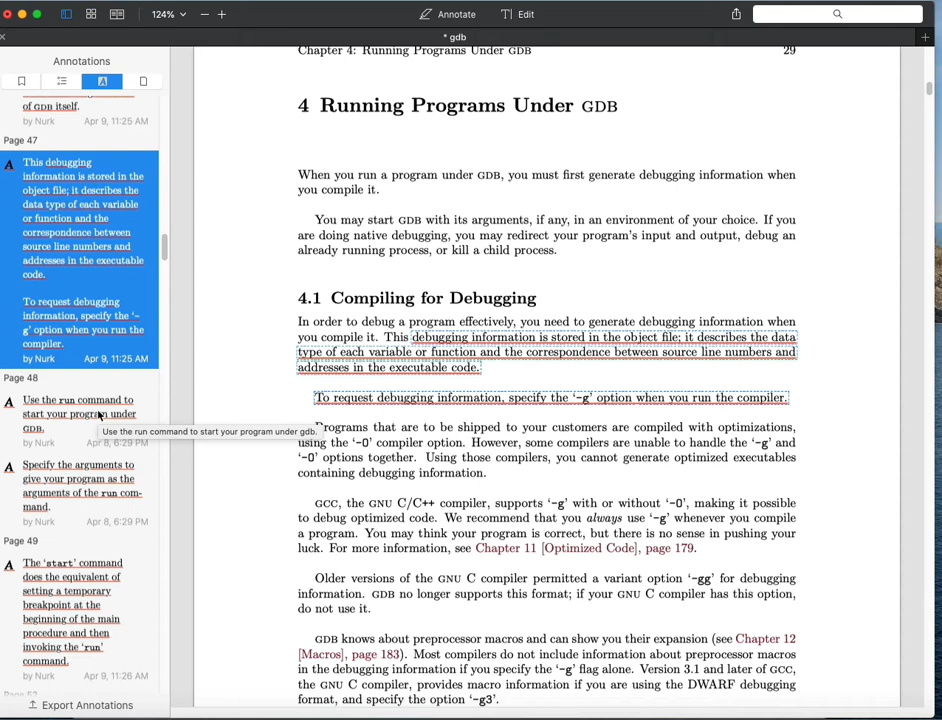 124%
Annotate
Edit
* gdb
Annotations
of GDB itself.
by Nurk Apr 9, 11:25 AM
Page 47
This debugging
information is stored in the
object file; it describes the
data type of each variable
or function and the
correspondence between
source line numbers and
addresses in the executable
code.
To request debugging
information, specify the ‘-
g’ option when you run the
compiler.
by Nurk Apr 9, 11:25 AM
Page 48
Use the run command to
start your program under
GDB.
Use the run command to start your program under gdb.
by Nurk Apr 8, 6:29 PM
Specify the arguments to
give your program as the
arguments of the run com-
mand.
by Nurk Apr 8, 6:29 PM
Page 49
The ‘start’ command
does the equivalent of
setting a temporary
breakpoint at the
beginning of the main
procedure and then
invoking the ‘run’
command.
by Nurk Apr 9, 11:26 AM
Page 52
Export Annotations
Chapter 4: Running Programs Under GDB 29
4 Running Programs Under GDB
When you run a program under GDB, you must first generate debugging information when
you compile it.
You may start GDB with its arguments, if any, in an environment of your choice. If you
are doing native debugging, you may redirect your program’s input and output, debug an
already running process, or kill a child process.
4.1 Compiling for Debugging
In order to debug a program effectively, you need to generate debugging information when
you compile it. This debugging information is stored in the object file; it describes the data
type of each variable or function and the correspondence between source line numbers and
addresses in the executable code.
To request debugging information, specify the ‘-g’ option when you run the compiler.
Programs that are to be shipped to your customers are compiled with optimizations,
using the ‘-O’ compiler option. However, some compilers are unable to handle the ‘-g’ and
‘-O’ options together. Using those compilers, you cannot generate optimized executables
containing debugging information.
GCC, the GNU C/C++ compiler, supports ‘-g’ with or without ‘-O’, making it possible
to debug optimized code. We recommend that you always use ‘-g’ whenever you compile
a program. You may think your program is correct, but there is no sense in pushing your
luck. For more information, see Chapter 11 [Optimized Code], page 179.
Older versions of the GNU C compiler permitted a variant option ‘-gg’ for debugging
information. GDB no longer supports this format; if your GNU C compiler has this option,
do not use it.
GDB knows about preprocessor macros and can show you their expansion (see Chapter 12
[Macros], page 183). Most compilers do not include information about preprocessor macros
in the debugging information if you specify the ‘-g’ flag alone. Version 3.1 and later of GCC,
the GNU C compiler, provides macro information if you are using the DWARF debugging
format, and specify the option ‘-g3’.